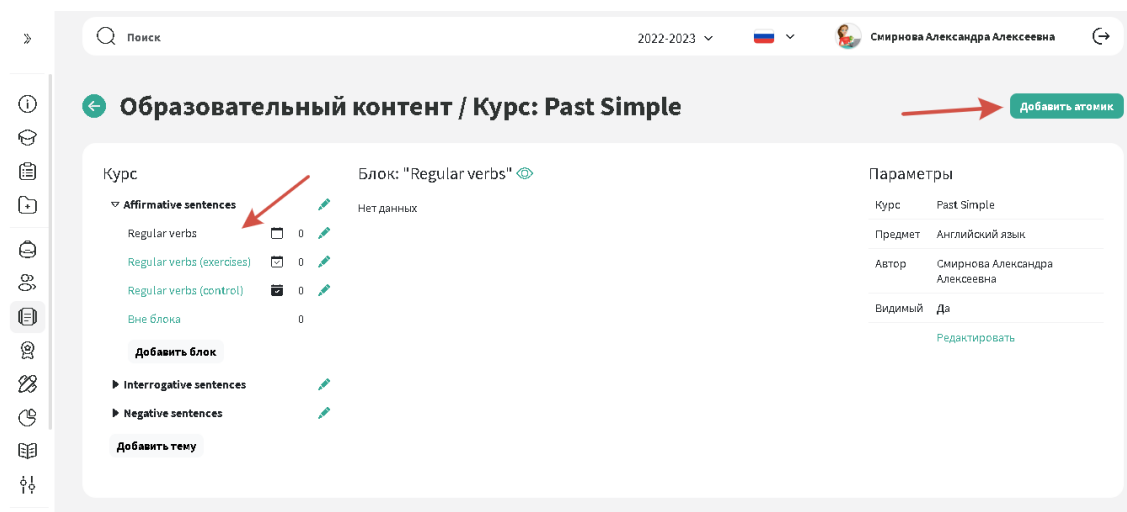 Поиск
2022-2023
Смирнова Александра Алексеевна
Образовательный контент / Курс: Past Simple
Добавить атомик
Курс
Affirmative sentences
Regular verbs 0
Regular verbs (exercises) 0
Regular verbs (control) 0
Вне блока 0
Добавить блок
Interrogative sentences
Negative sentences
Добавить тему
Блок: "Regular verbs"
Нет данных
Параметры
Курс Past Simple
Предмет Английский язык
Автор Смирнова Александра
Алексеевна
Видимый Да
Редактировать